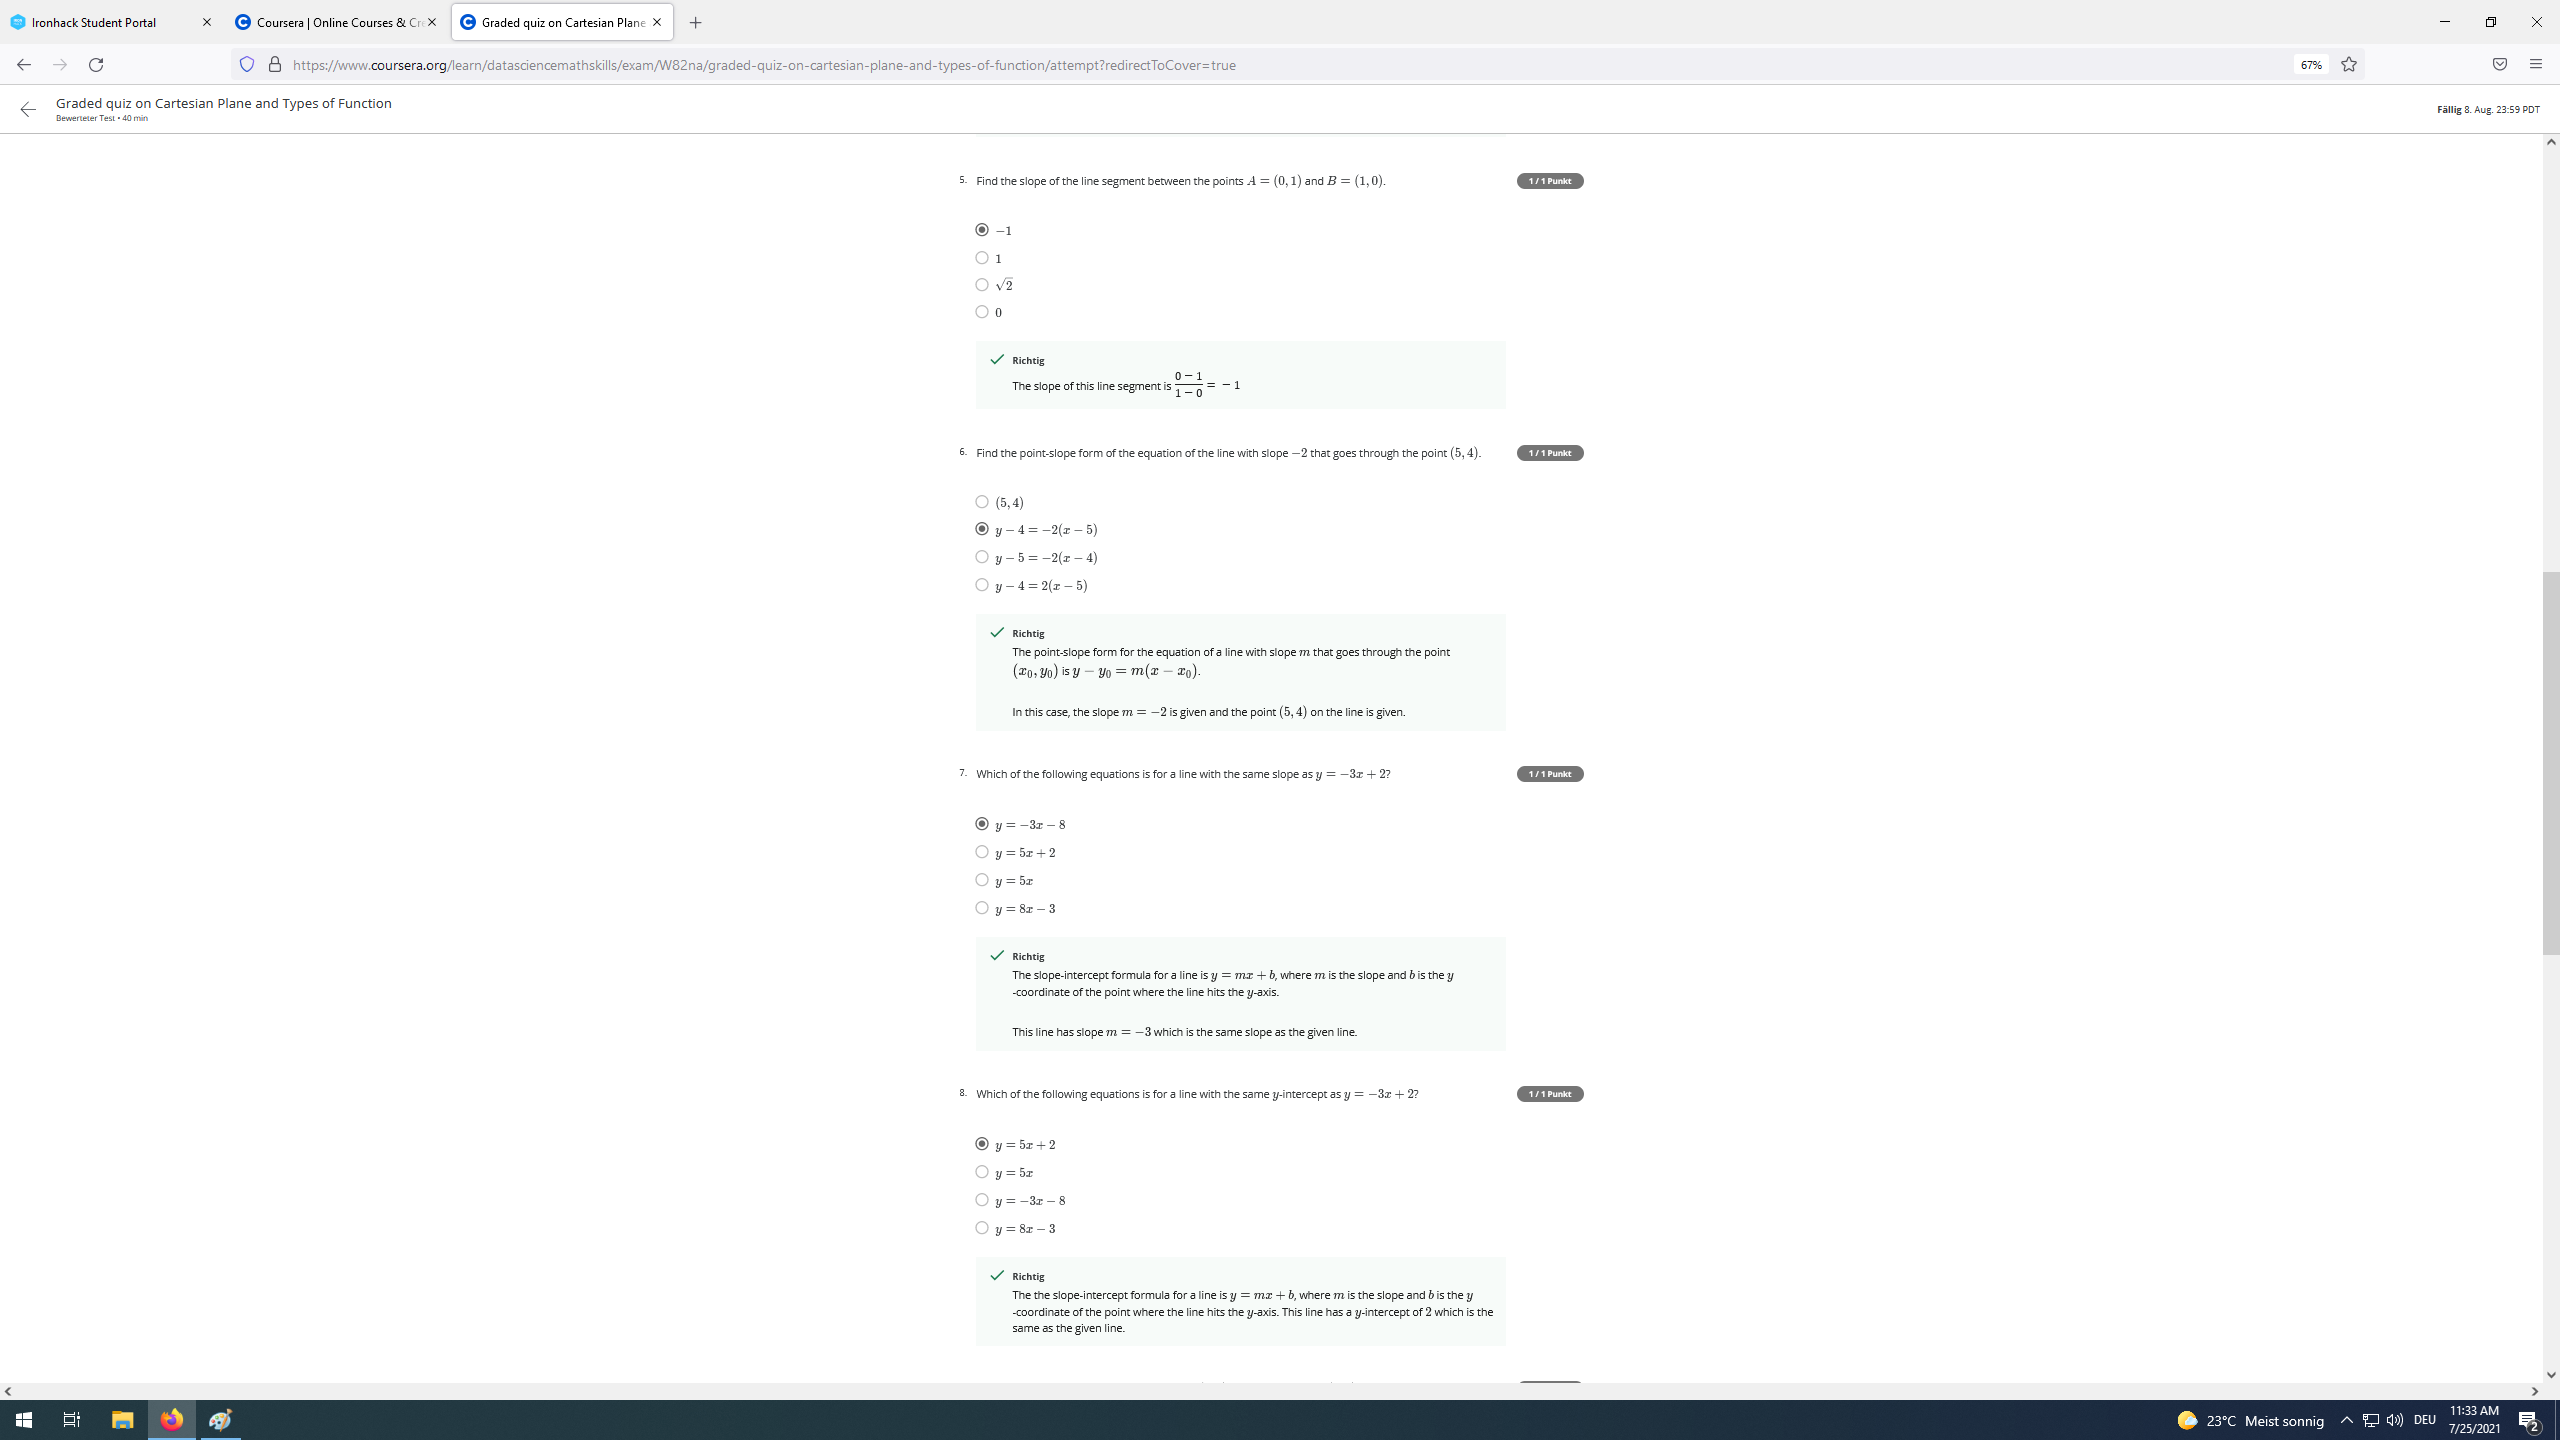 Ironhack Student Portal
Coursera | Online Courses & Cre
Graded quiz on Cartesian Plane
https://www.coursera.org/learn/datasciencemathskills/exam/W82na/graded-quiz-on-cartesian-plane-and-types-of-function/attempt?redirectToCover=true
67%
Graded quiz on Cartesian Plane and Types of Function
Bewerteter Test • 40 min
Fällig 8. Aug. 23:59 PDT
5. Find the slope of the line segment between the points A = (0, 1) and B = (1, 0).
1 / 1 Punkt
−1
1
√2
0
Richtig
The slope of this line segment is (0 − 1)/(1 − 0) = − 1
6. Find the point-slope form of the equation of the line with slope −2 that goes through the point (5, 4).
1 / 1 Punkt
(5, 4)
y − 4 = −2(x − 5)
y − 5 = −2(x − 4)
y − 4 = 2(x − 5)
Richtig
The point-slope form for the equation of a line with slope m that goes through the point
(x₀, y₀) is y − y₀ = m(x − x₀).
In this case, the slope m = −2 is given and the point (5, 4) on the line is given.
7. Which of the following equations is for a line with the same slope as y = −3x + 2?
1 / 1 Punkt
y = −3x − 8
y = 5x + 2
y = 5x
y = 8x − 3
Richtig
The slope-intercept formula for a line is y = mx + b, where m is the slope and b is the y
-coordinate of the point where the line hits the y-axis.
This line has slope m = −3 which is the same slope as the given line.
8. Which of the following equations is for a line with the same y-intercept as y = −3x + 2?
1 / 1 Punkt
y = 5x + 2
y = 5x
y = −3x − 8
y = 8x − 3
Richtig
The the slope-intercept formula for a line is y = mx + b, where m is the slope and b is the y
-coordinate of the point where the line hits the y-axis. This line has a y-intercept of 2 which is the
same as the given line.
23°C Meist sonnig
DEU
11:33 AM
7/25/2021
2